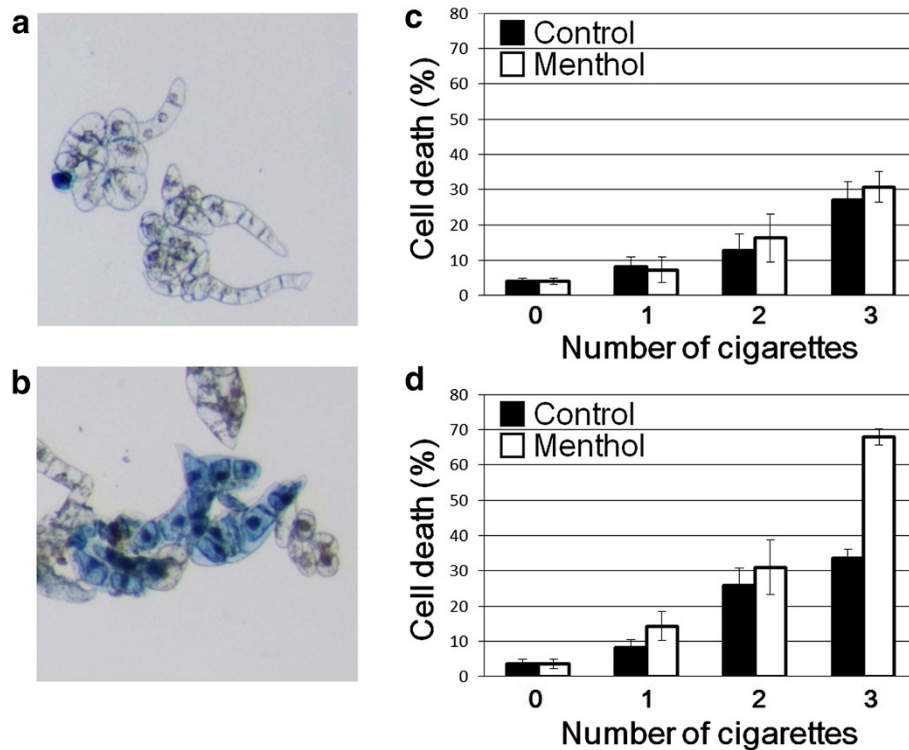 a
b
c
Cell death (%)
80
70
60
50
40
30
20
10
0
Control
Menthol
0 1 2 3
Number of cigarettes
d
Cell death (%)
80
70
60
50
40
30
20
10
0
Control
Menthol
0 1 2 3
Number of cigarettes